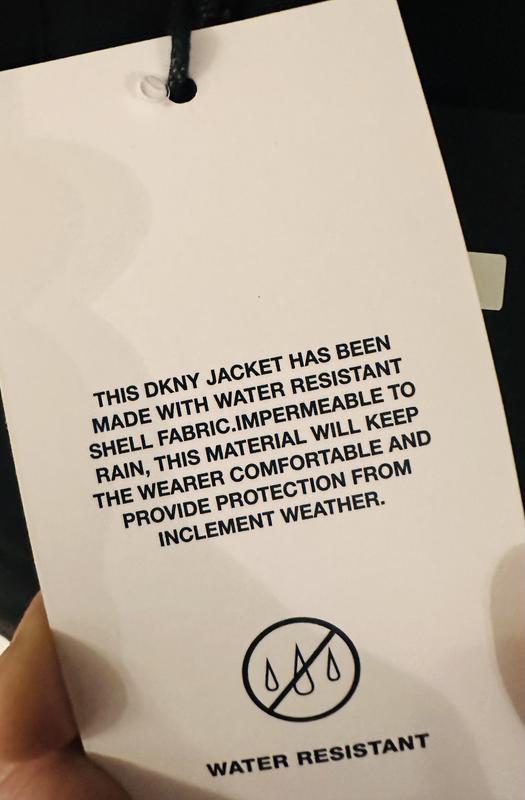 THIS DKNY JACKET HAS BEEN
MADE WITH WATER RESISTANT
SHELL FABRIC.IMPERMEABLE TO
RAIN, THIS MATERIAL WILL KEEP
THE WEARER COMFORTABLE AND
PROVIDE PROTECTION FROM
INCLEMENT WEATHER.
WATER RESISTANT